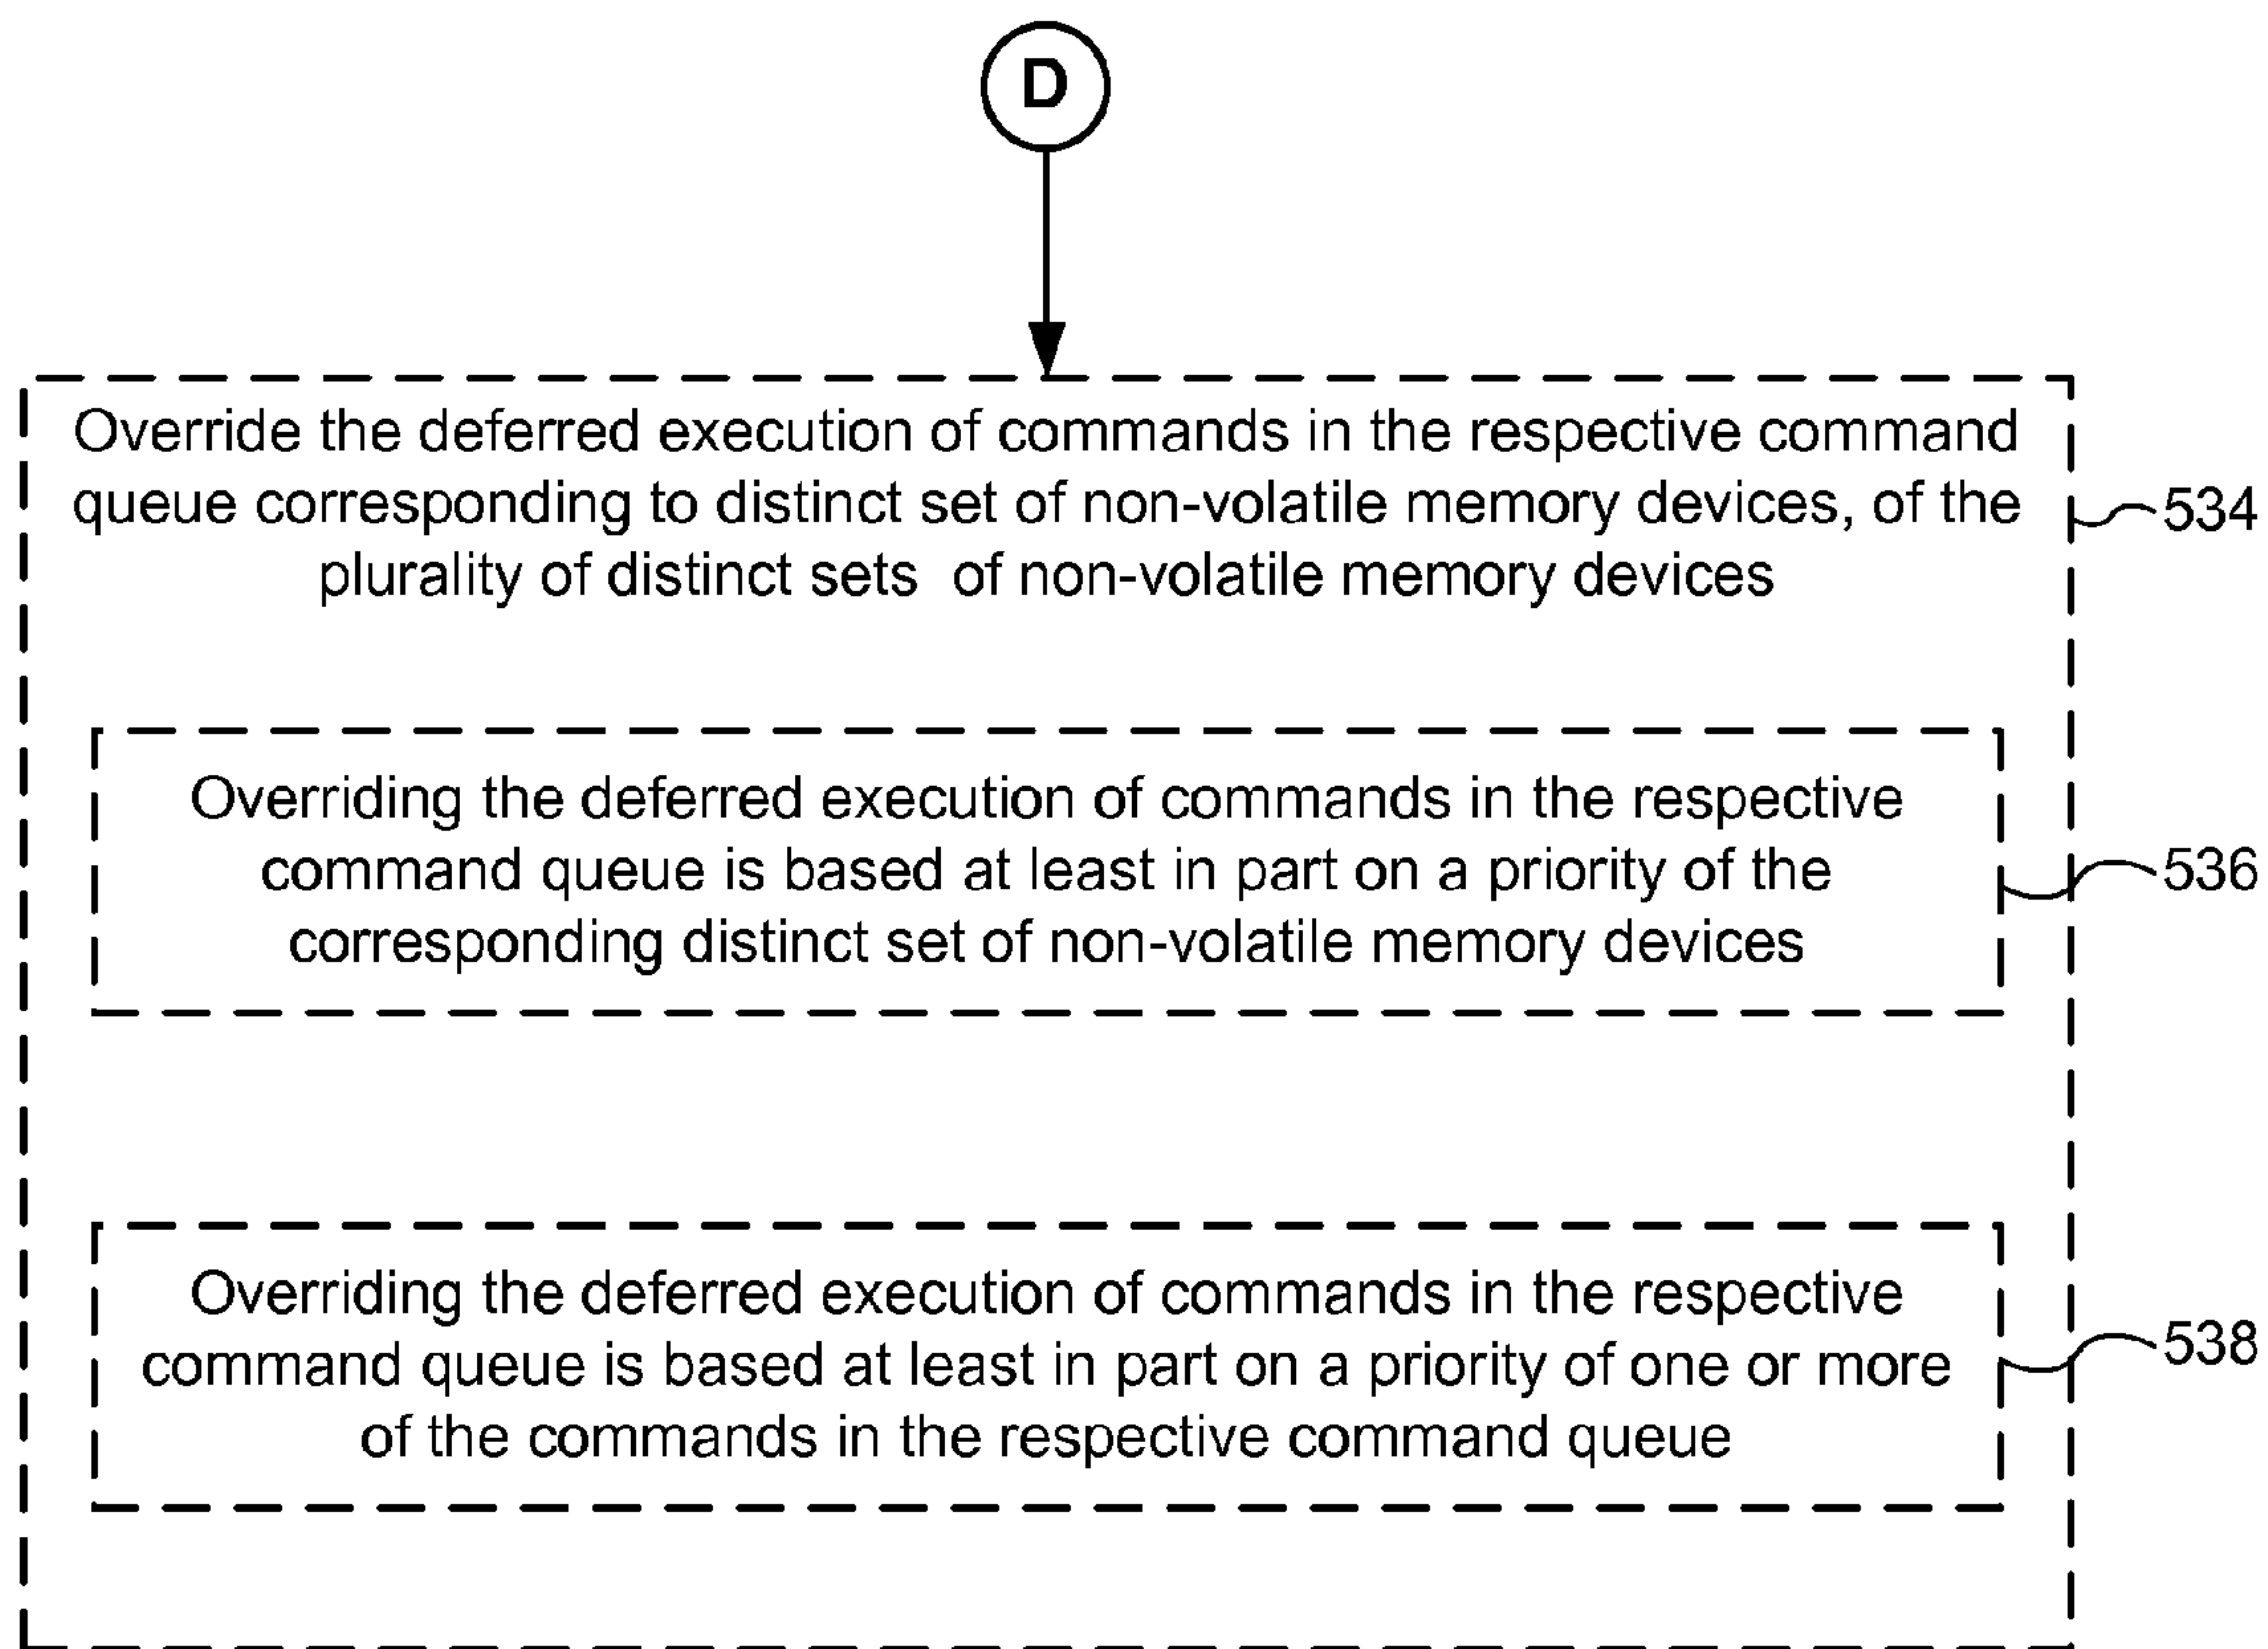 D
Override the deferred execution of commands in the respective command
queue corresponding to distinct set of non-volatile memory devices, of the
plurality of distinct sets of non-volatile memory devices
534
Overriding the deferred execution of commands in the respective
command queue is based at least in part on a priority of the
corresponding distinct set of non-volatile memory devices
536
Overriding the deferred execution of commands in the respective
command queue is based at least in part on a priority of one or more
of the commands in the respective command queue
538